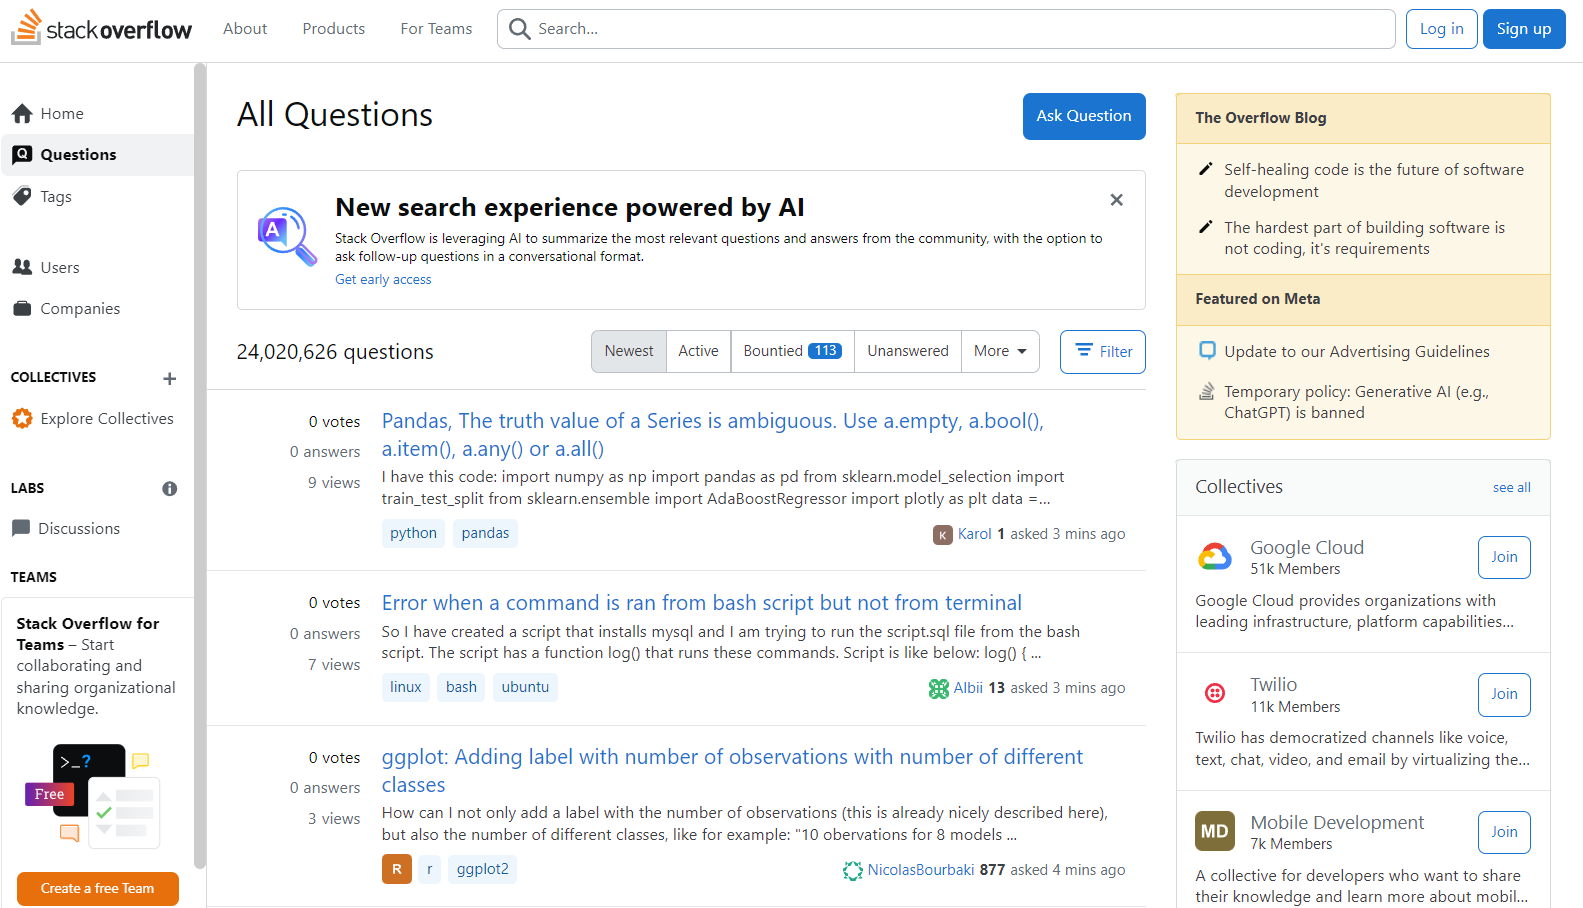 stackoverflow
About
Products
For Teams
Search...
Log in
Sign up
Home
Questions
Tags
Users
Companies
COLLECTIVES
Explore Collectives
LABS
Discussions
TEAMS
Stack Overflow for
Teams – Start
collaborating and
sharing organizational
knowledge.
>_?
Free
Create a free Team
All Questions
Ask Question
A
New search experience powered by AI
Stack Overflow is leveraging AI to summarize the most relevant questions and answers from the community, with the option to
ask follow-up questions in a conversational format.
Get early access
24,020,626 questions
Newest
Active
Bountied 113
Unanswered
More
Filter
0 votes
0 answers
9 views
Pandas, The truth value of a Series is ambiguous. Use a.empty, a.bool(),
a.item(), a.any() or a.all()
I have this code: import numpy as np import pandas as pd from sklearn.model_selection import
train_test_split from sklearn.ensemble import AdaBoostRegressor import plotly as plt data =...
python
pandas
K Karol 1 asked 3 mins ago
0 votes
0 answers
7 views
Error when a command is ran from bash script but not from terminal
So I have created a script that installs mysql and I am trying to run the script.sql file from the bash
script. The script has a function log() that runs these commands. Script is like below: log() { ...
linux
bash
ubuntu
Albii 13 asked 3 mins ago
0 votes
0 answers
3 views
ggplot: Adding label with number of observations with number of different
classes
How can I not only add a label with the number of observations (this is already nicely described here),
but also the number of different classes, like for example: "10 obervations for 8 models ...
R
r
ggplot2
NicolasBourbaki 877 asked 4 mins ago
The Overflow Blog
Self-healing code is the future of software
development
The hardest part of building software is
not coding, it's requirements
Featured on Meta
Update to our Advertising Guidelines
Temporary policy: Generative AI (e.g.,
ChatGPT) is banned
Collectives
see all
Google Cloud
51k Members
Join
Google Cloud provides organizations with
leading infrastructure, platform capabilities...
Twilio
11k Members
Join
Twilio has democratized channels like voice,
text, chat, video, and email by virtualizing the...
MD
Mobile Development
7k Members
Join
A collective for developers who want to share
their knowledge and learn more about mobil...